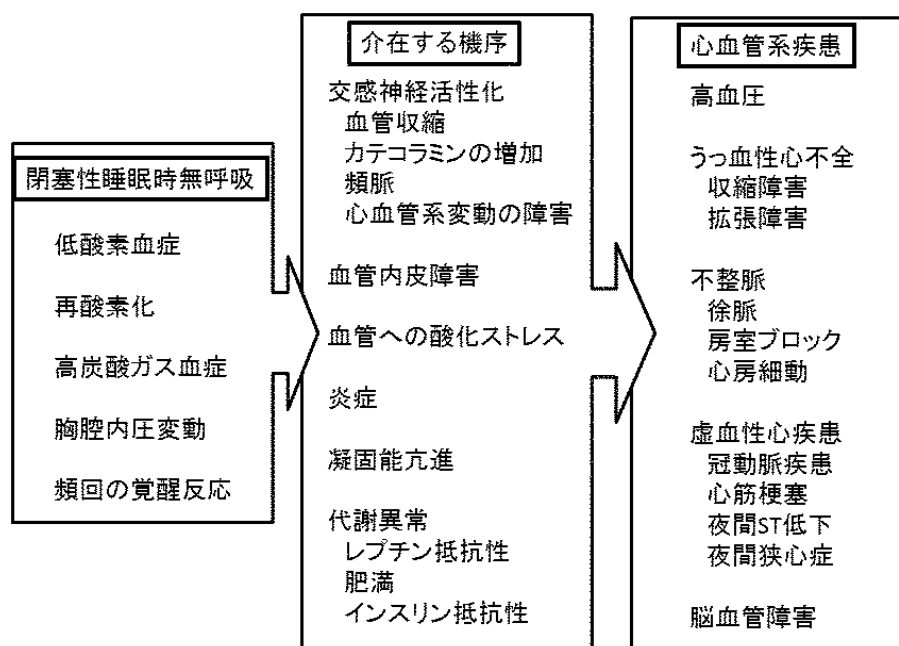 閉塞性睡眠時無呼吸
低酸素血症
再酸素化
高炭酸ガス血症
胸腔内圧変動
頻回の覚醒反応
介在する機序
交感神経活性化
血管収縮
カテコラミンの増加
頻脈
心血管系変動の障害
血管内皮障害
血管への酸化ストレス
炎症
凝固能亢進
代謝異常
レプチン抵抗性
肥満
インスリン抵抗性
心血管系疾患
高血圧
うっ血性心不全
収縮障害
拡張障害
不整脈
徐脈
房室ブロック
心房細動
虚血性心疾患
冠動脈疾患
心筋梗塞
夜間ST低下
夜間狭心症
脳血管障害